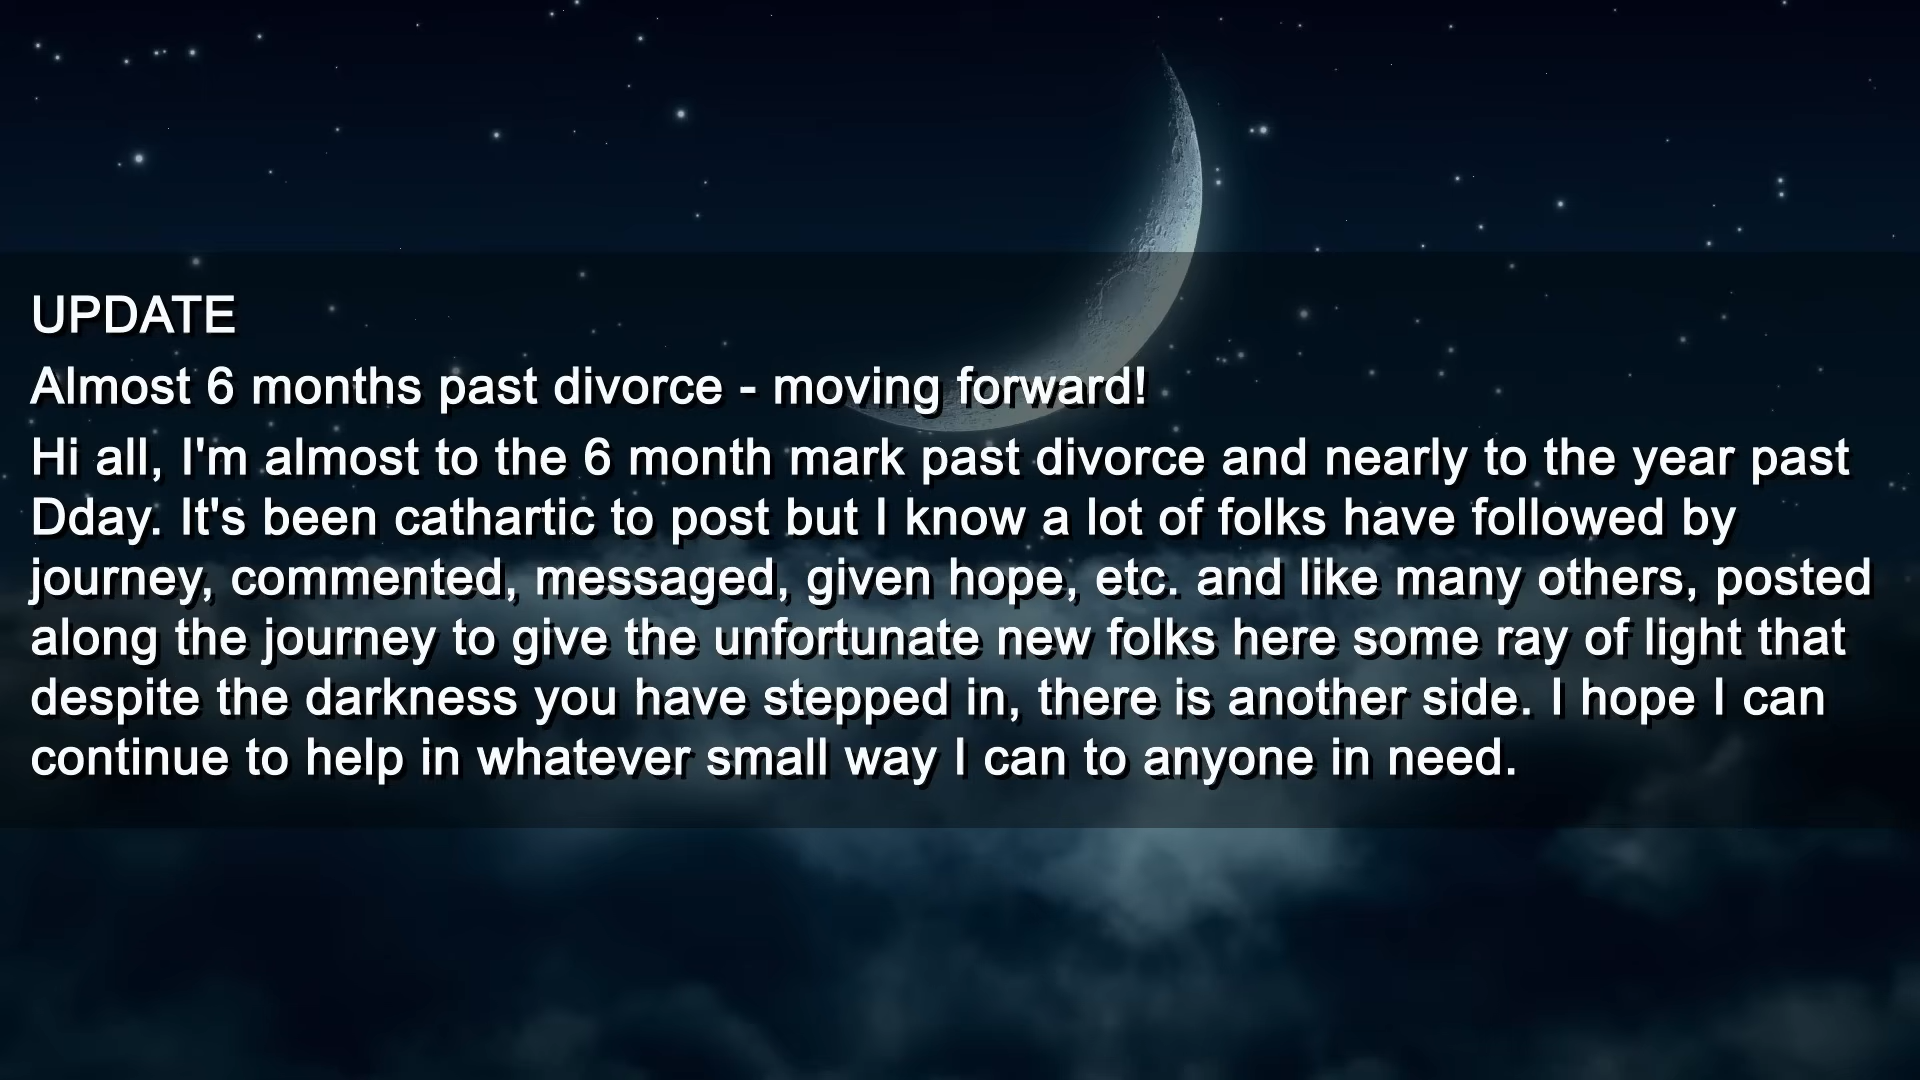 UPDATE
Almost 6 months past divorce - moving forward!
Hi all, I'm almost to the 6 month mark past divorce and nearly to the year past
Dday. It's been cathartic to post but I know a lot of folks have followed by
journey, commented, messaged, given hope, etc. and like many others, posted
along the journey to give the unfortunate new folks here some ray of light that
despite the darkness you have stepped in, there is another side. I hope I can
continue to help in whatever small way I can to anyone in need.